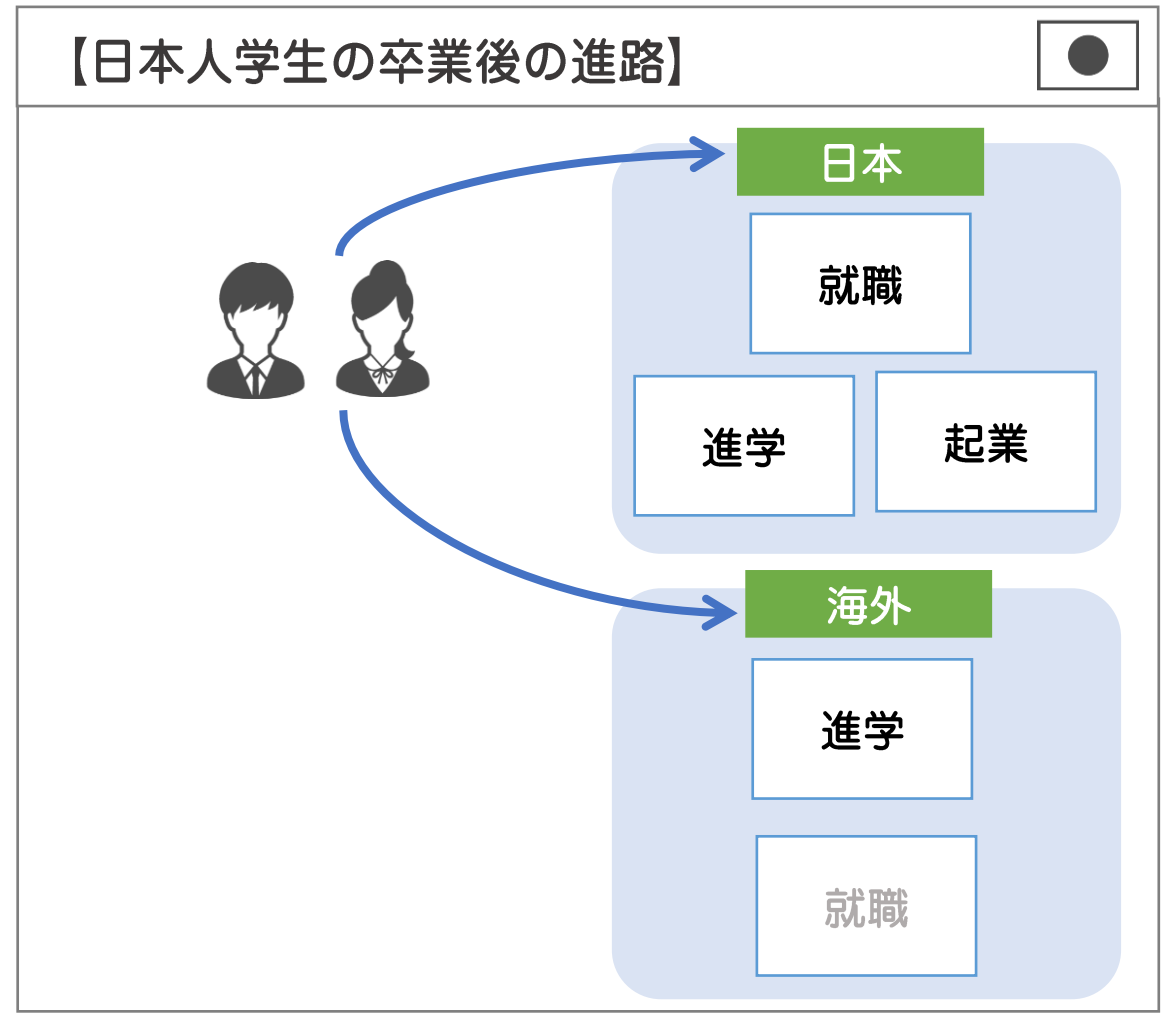 【日本人学生の卒業後の進路】
日本
就職
進学
起業
海外
進学
就職